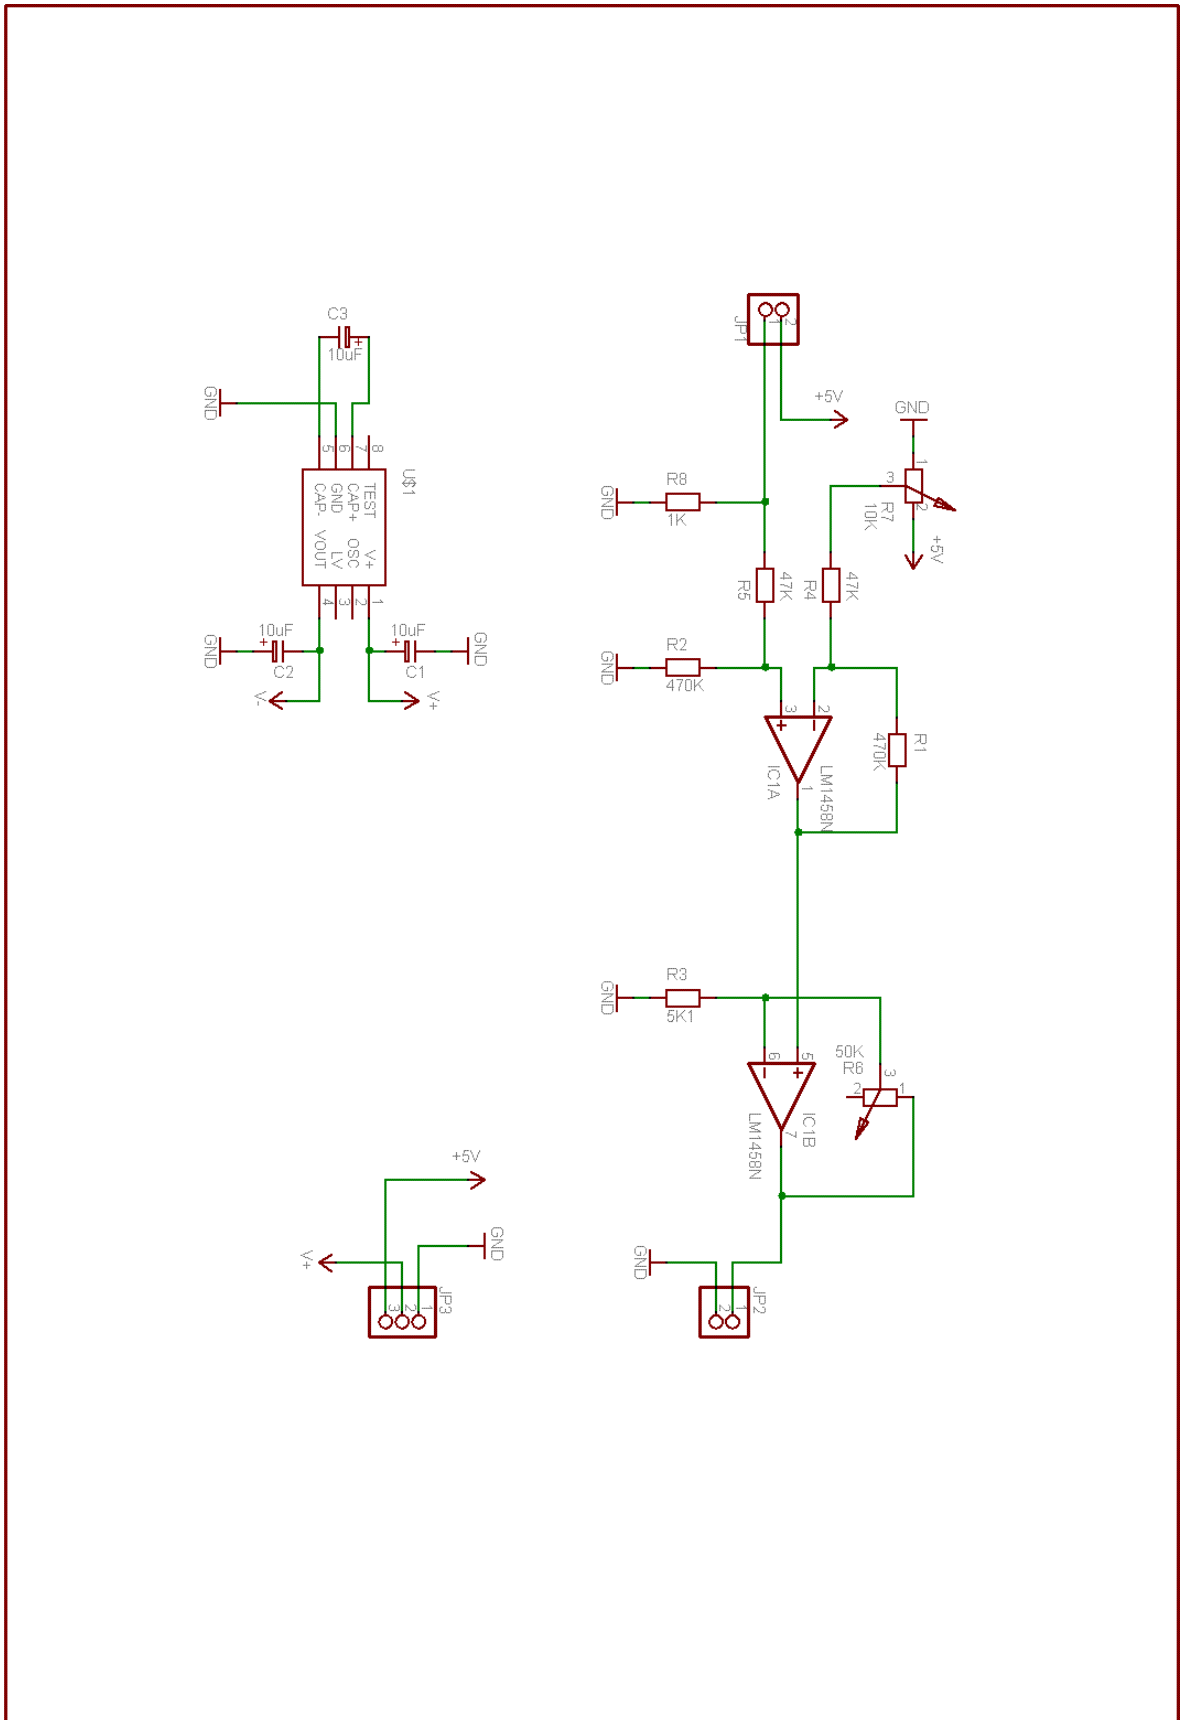 C3
10uF
GND
5
6
7
8
U$1
CAP-
GND
CAP+
TEST
VOUT
LV
OSC
V+
4
3
2
1
10uF
10uF
GND
C2
C1
GND
V-
V+
JP1
1
2
+5V
GND
1
3
2
R7
10K
+5V
R8
1K
GND
R5
47K
47K
R4
R2
470K
GND
3
2
1
IC1A
LM1458N
R1
470K
R3
5K1
GND
6
5
7
IC1B
LM1458N
50K
R6
3
2
1
+5V
GND
V+
JP3
3
2
1
GND
JP2
2
1